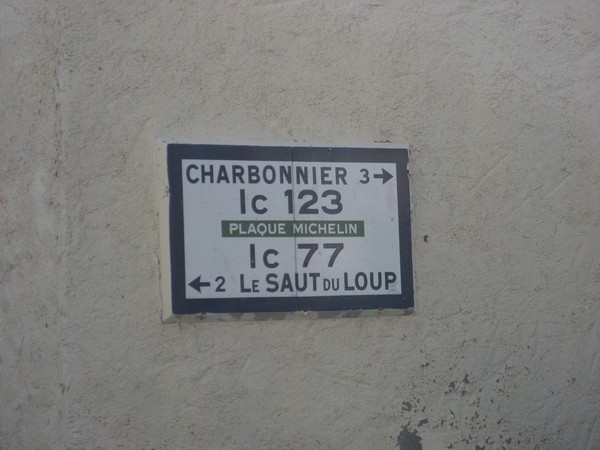 CHARBONNIER 3→
Ic 123
PLAQUE MICHELIN
Ic 77
←2 LE SAUT DU LOUP